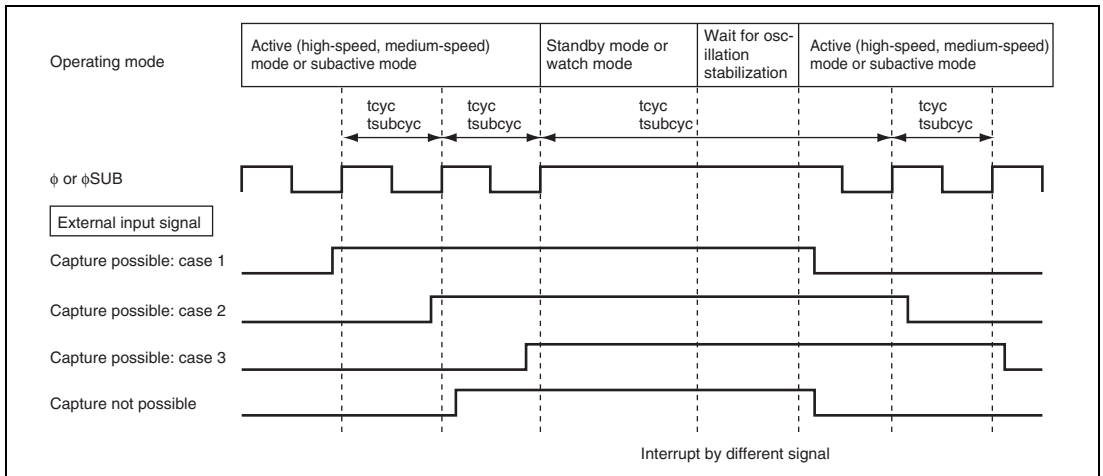 Operating mode
Active (high-speed, medium-speed)
mode or subactive mode
Standby mode or
watch mode
Wait for osc-
illation
stabilization
Active (high-speed, medium-speed)
mode or subactive mode
tcyc
tsubcyc
tcyc
tsubcyc
tcyc
tsubcyc
tcyc
tsubcyc
φ or φSUB
External input signal
Capture possible: case 1
Capture possible: case 2
Capture possible: case 3
Capture not possible
Interrupt by different signal